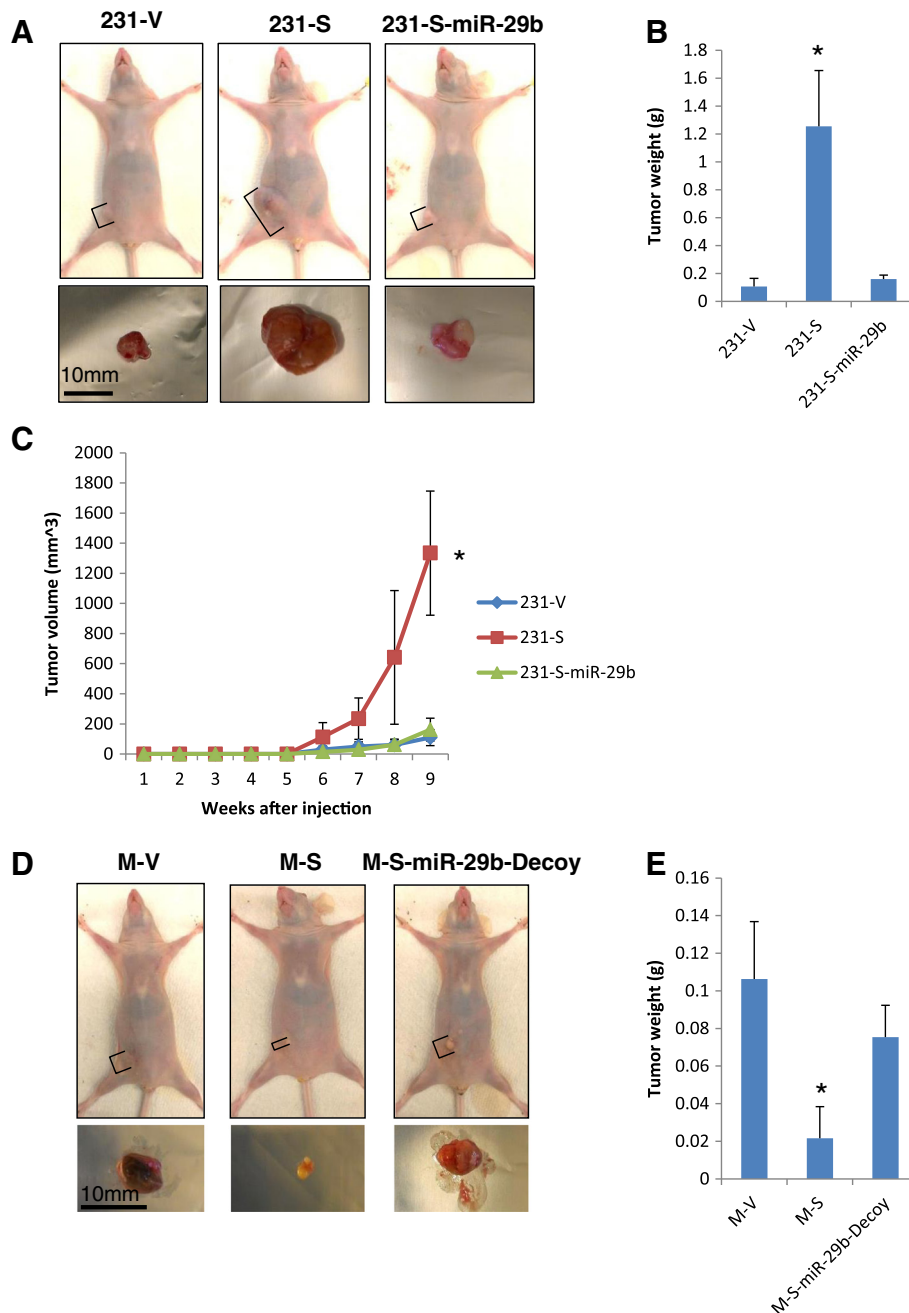 A
231-V
231-S
231-S-miR-29b
10mm
B
Tumor weight (g)
1.8
1.6
1.4
1.2
1
0.8
0.6
0.4
0.2
0
*
231-V
231-S
231-S-miR-29b
C
Tumor volume (mm^3)
2000
1800
1600
1400
1200
1000
800
600
400
200
0
*
1 2 3 4 5 6 7 8 9
Weeks after injection
231-V
231-S
231-S-miR-29b
D
M-V
M-S
M-S-miR-29b-Decoy
10mm
E
Tumor weight (g)
0.16
0.14
0.12
0.1
0.08
0.06
0.04
0.02
0
*
M-V
M-S
M-S-miR-29b-Decoy